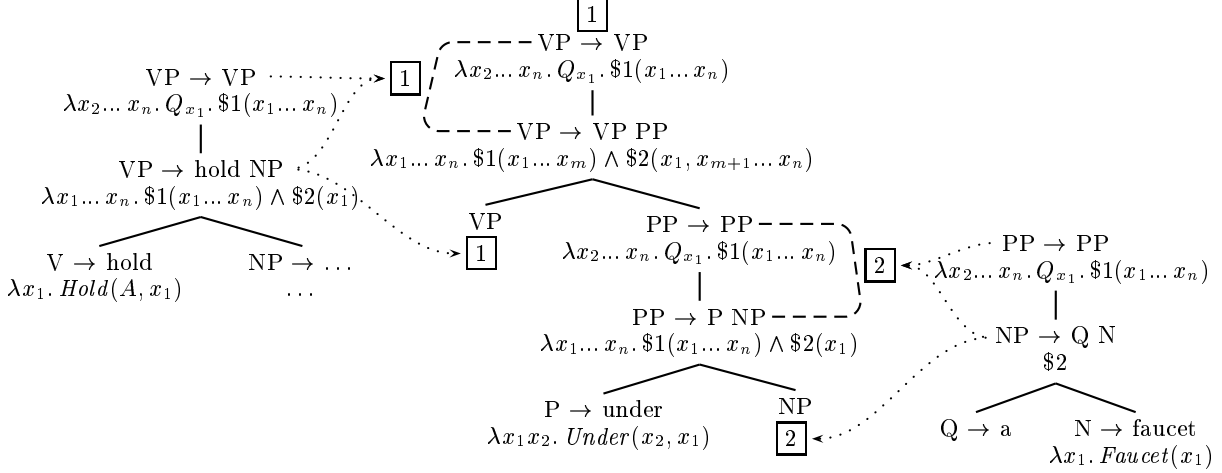 1
VP → VP
λx₂… xₙ. Qₓ₁. $1(x₁… xₙ)
1
VP → VP
λx₂… xₙ. Qₓ₁. $1(x₁… xₙ)
VP → VP PP
λx₁… xₙ. $1(x₁… xₘ) ∧ $2(x₁, xₘ₊₁… xₙ)
VP → hold NP
λx₁… xₙ. $1(x₁… xₙ) ∧ $2(x₁)
VP
1
PP → PP
λx₂… xₙ. Qₓ₁. $1(x₁… xₙ)
2
PP → PP
λx₂… xₙ. Qₓ₁. $1(x₁… xₙ)
V → hold
λx₁. Hold(A, x₁)
NP → …
…
PP → P NP
λx₁… xₙ. $1(x₁… xₙ) ∧ $2(x₁)
NP → Q N
$2
P → under
λx₁x₂. Under(x₂, x₁)
NP
2
Q → a
N → faucet
λx₁. Faucet(x₁)